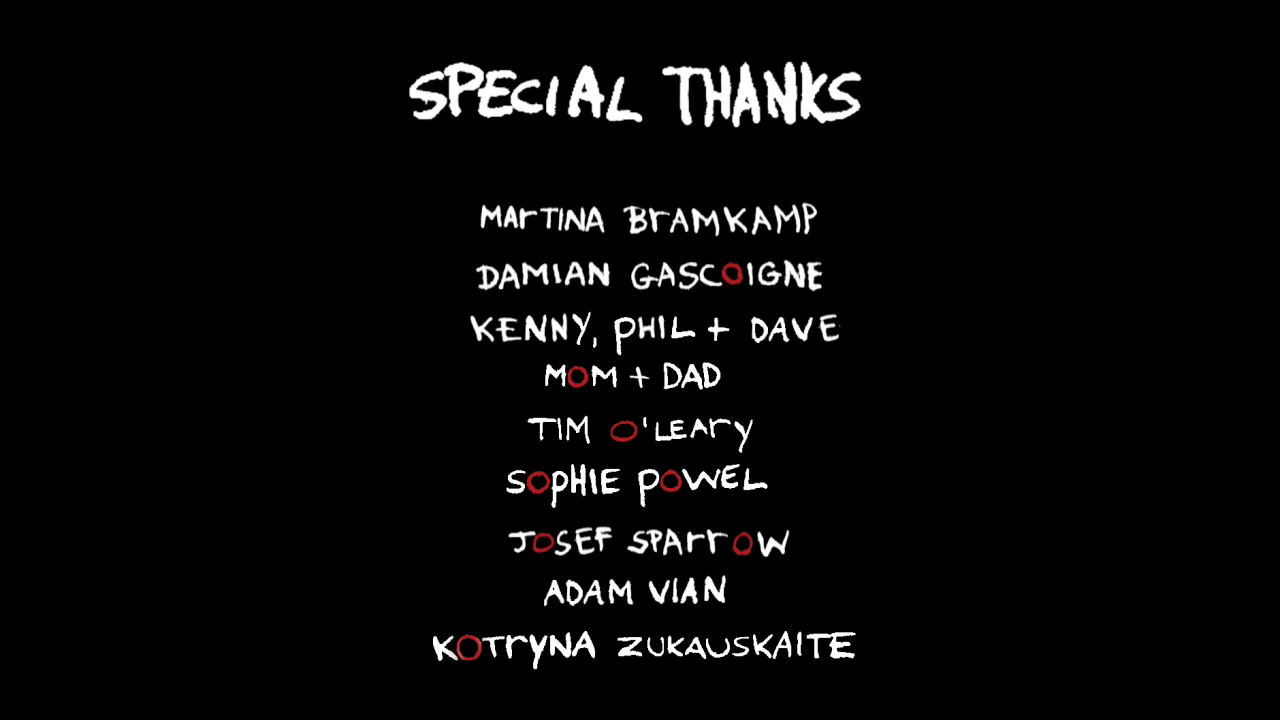 SPECIAL THANKS
MArTINA BrAMKAMP
DAMIAN GASCOIGNE
KENNY, PHIL + DAVE
MOM + DAD
TIM O'LEAry
SOPHIE POWEL
JOSEF SPArrOW
ADAM VIAN
KOTryNA ZUKAUSKAITE